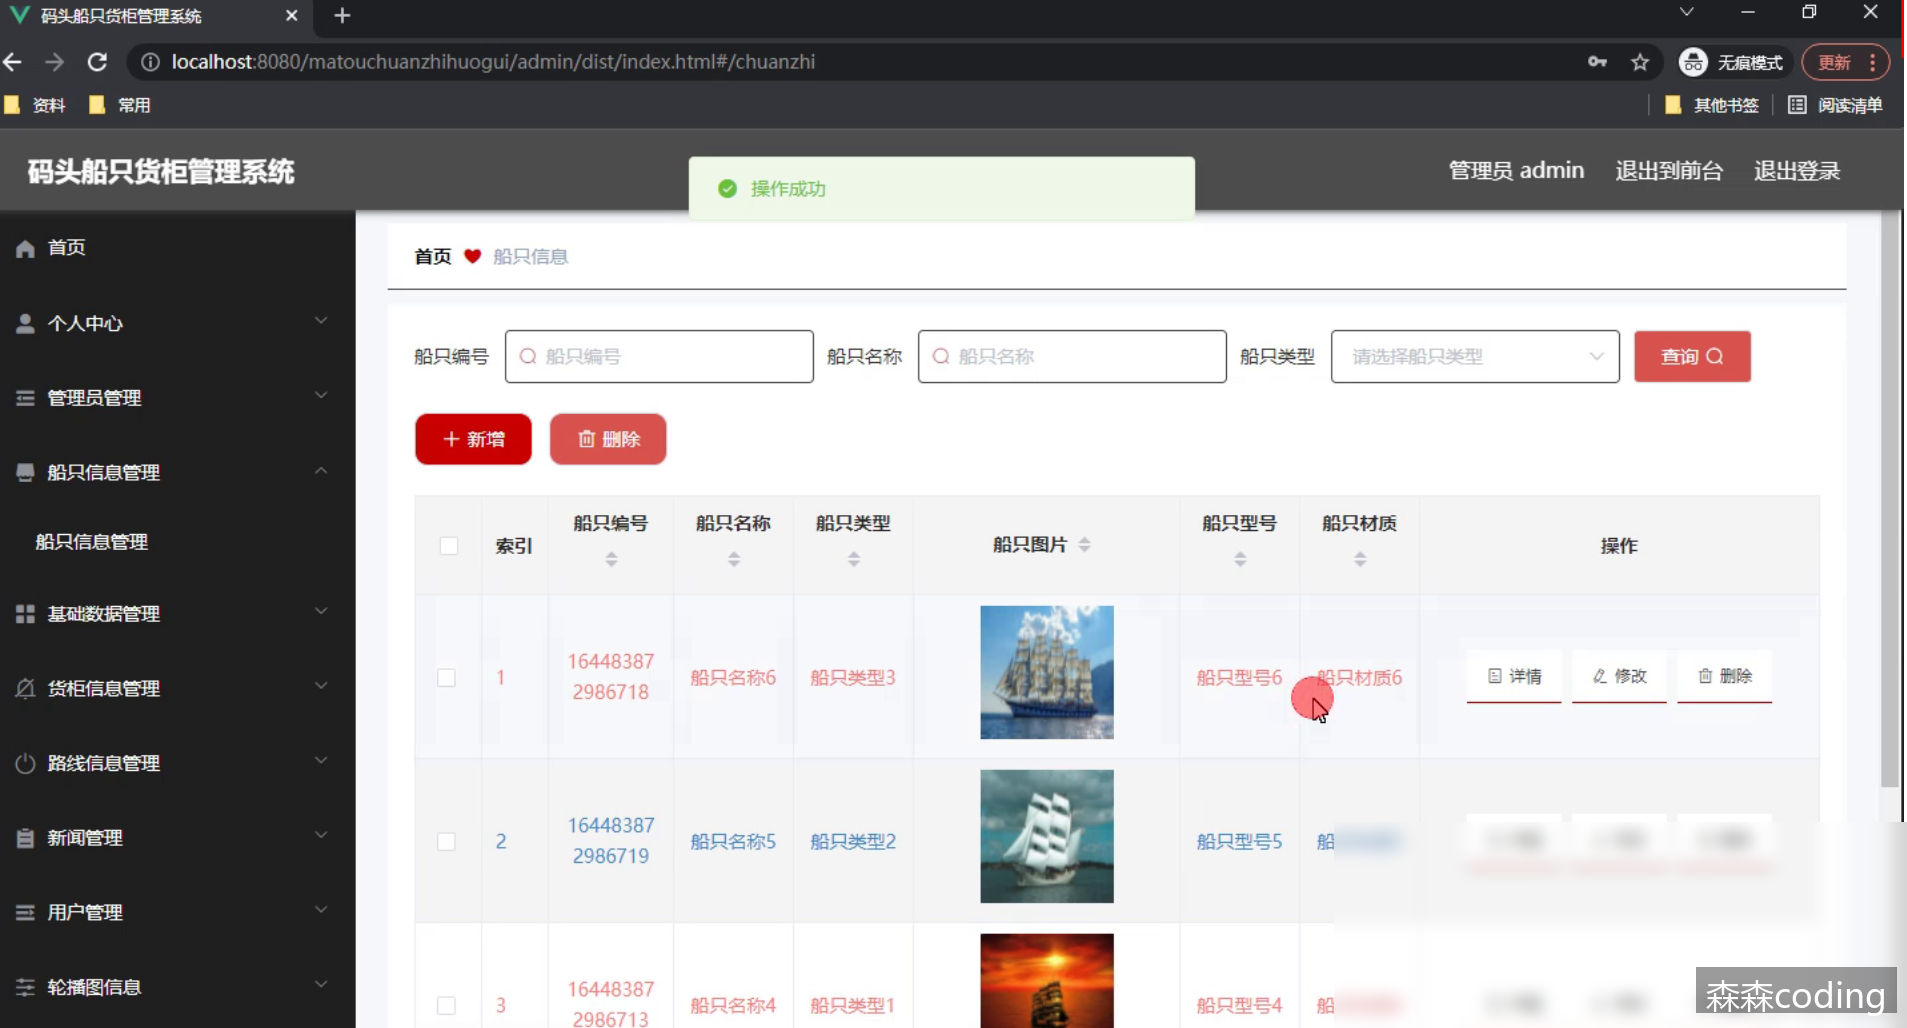 码头船只货柜管理系统
localhost:8080/matouchuanzhihuogui/admin/dist/index.html#/chuanzhi
无痕模式
更新
资料
常用
其他书签
阅读清单
码头船只货柜管理系统
操作成功
管理员 admin
退出到前台
退出登录
首页
个人中心
管理员管理
船只信息管理
船只信息管理
基础数据管理
货柜信息管理
路线信息管理
新闻管理
用户管理
轮播图信息
首页
船只信息
船只编号
船只编号
船只名称
船只名称
船只类型
请选择船只类型
查询
新增
删除
索引
船只编号
船只名称
船只类型
船只图片
船只型号
船只材质
操作
1
16448387
2986718
船只名称6
船只类型3
船只型号6
船只材质6
详情
修改
删除
2
16448387
2986719
船只名称5
船只类型2
船只型号5
船
3
16448387
2986713
船只名称4
船只类型1
船只型号4
船
森森coding